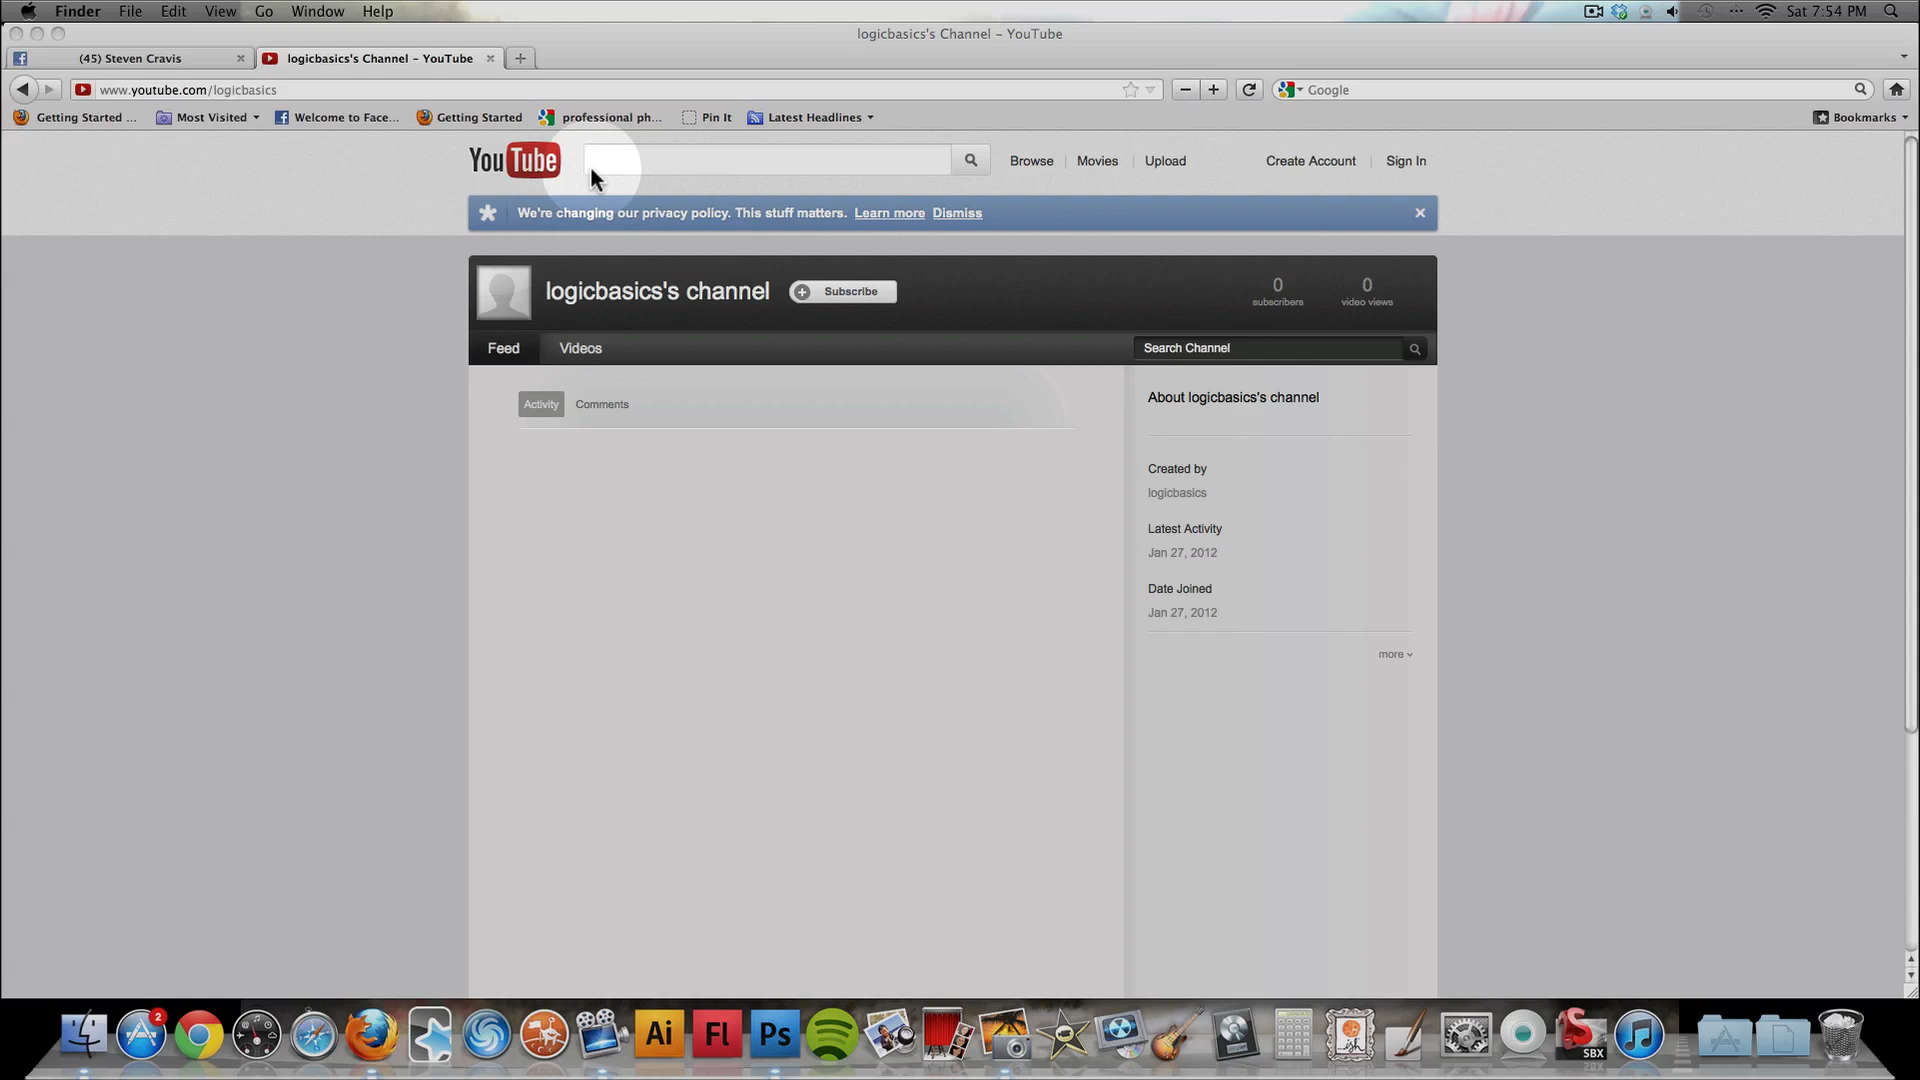 Finder File Edit View Go Window Help Sat 7:54 PM
logicbasics's Channel – YouTube
(45) Steven Cravis logicbasics's Channel – YouTube
www.youtube.com/logicbasics Google
Getting Started ... Most Visited Welcome to Face... Getting Started professional ph... Pin It Latest Headlines Bookmarks
YouTube Browse Movies Upload Create Account Sign In
We're changing our privacy policy. This stuff matters. Learn more Dismiss
logicbasics's channel Subscribe 0 0
subscribers video views
Feed Videos Search Channel
Activity Comments
About logicbasics's channel
Created by
logicbasics
Latest Activity
Jan 27, 2012
Date Joined
Jan 27, 2012
more
2
Ai Fl Ps ish SBX